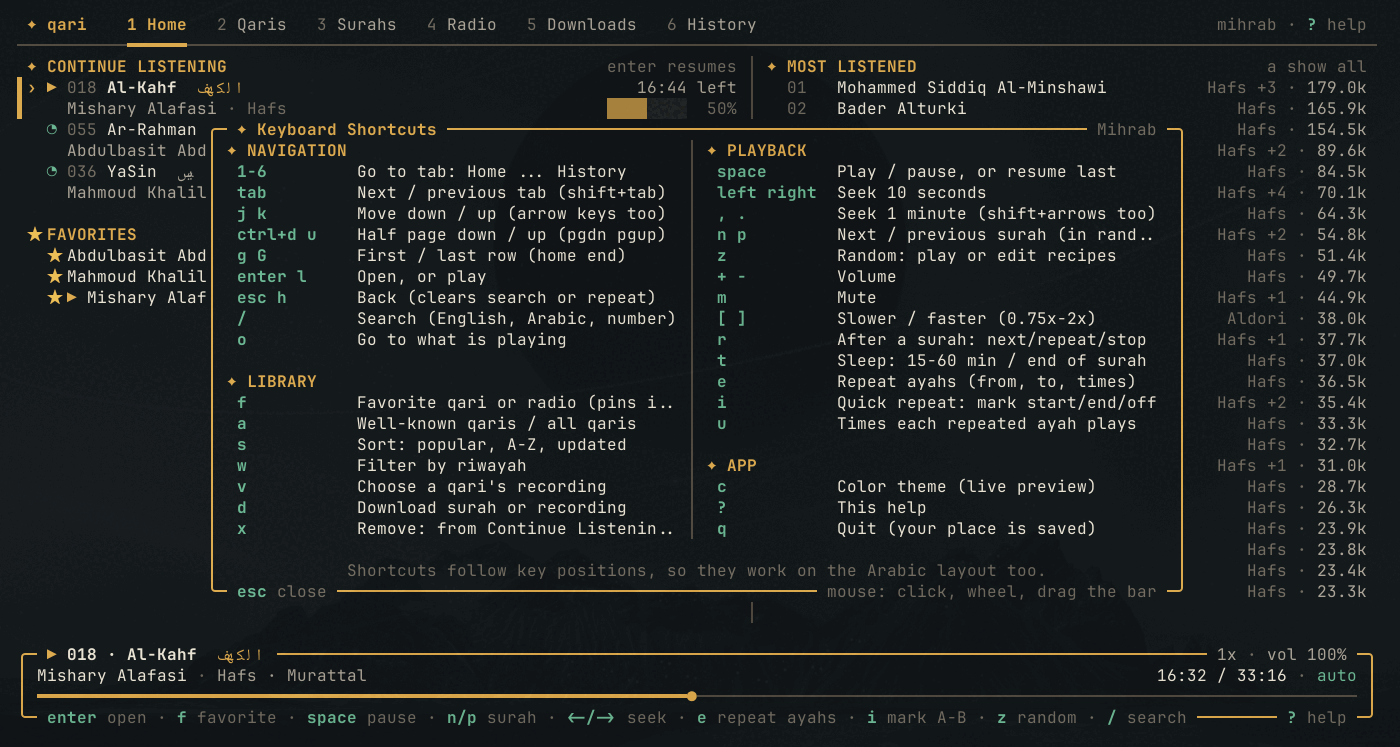 ✦ qari 1 Home 2 Qaris 3 Surahs 4 Radio 5 Downloads 6 History mihrab · ? help
✦ CONTINUE LISTENING enter resumes
› ▶ 018 Al-Kahf الكهف 16:44 left
Mishary Alafasi · Hafs 50%
055 Ar-Rahman
Abdulbasit Abd
036 YaSin يس
Mahmoud Khalil
★ FAVORITES
★ Abdulbasit Abd
★ Mahmoud Khalil
★ ▶ Mishary Alaf
✦ MOST LISTENED a show all
01 Mohammed Siddiq Al-Minshawi Hafs +3 · 179.0k
02 Bader Alturki Hafs · 165.9k
Hafs · 154.5k
Hafs +2 · 89.6k
Hafs · 84.5k
Hafs +4 · 70.1k
Hafs · 64.3k
Hafs +2 · 54.8k
Hafs · 51.4k
Hafs · 49.7k
Hafs +1 · 44.9k
Aldori · 38.0k
Hafs +1 · 37.7k
Hafs · 37.0k
Hafs · 36.5k
Hafs +2 · 35.4k
Hafs · 33.3k
Hafs · 32.7k
Hafs +1 · 31.0k
Hafs · 28.7k
Hafs · 26.3k
Hafs · 23.9k
Hafs · 23.8k
Hafs · 23.4k
Hafs · 23.3k
✦ Keyboard Shortcuts Mihrab
✦ NAVIGATION
1-6 Go to tab: Home ... History
tab Next / previous tab (shift+tab)
j k Move down / up (arrow keys too)
ctrl+d u Half page down / up (pgdn pgup)
g G First / last row (home end)
enter l Open, or play
esc h Back (clears search or repeat)
/ Search (English, Arabic, number)
o Go to what is playing
✦ LIBRARY
f Favorite qari or radio (pins i..
a Well-known qaris / all qaris
s Sort: popular, A-Z, updated
w Filter by riwayah
v Choose a qari's recording
d Download surah or recording
x Remove: from Continue Listenin..
✦ PLAYBACK
space Play / pause, or resume last
left right Seek 10 seconds
, . Seek 1 minute (shift+arrows too)
n p Next / previous surah (in rand..
z Random: play or edit recipes
+ - Volume
m Mute
[ ] Slower / faster (0.75x-2x)
r After a surah: next/repeat/stop
t Sleep: 15-60 min / end of surah
e Repeat ayahs (from, to, times)
i Quick repeat: mark start/end/off
u Times each repeated ayah plays
✦ APP
c Color theme (live preview)
? This help
q Quit (your place is saved)
Shortcuts follow key positions, so they work on the Arabic layout too.
esc close mouse: click, wheel, drag the bar
▶ 018 · Al-Kahf الكهف 1x · vol 100%
Mishary Alafasi · Hafs · Murattal 16:32 / 33:16 · auto
enter open · f favorite · space pause · n/p surah · ←/→ seek · e repeat ayahs · i mark A-B · z random · / search ? help